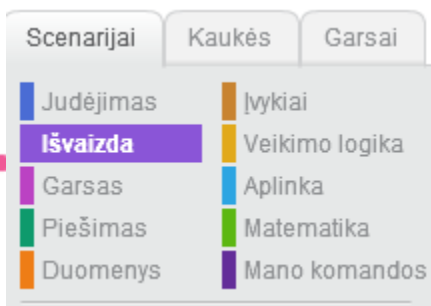 Scenarijai Kaukės Garsai
Judėjimas Įvykiai
Išvaizda Veikimo logika
Garsas Aplinka
Piešimas Matematika
Duomenys Mano komandos